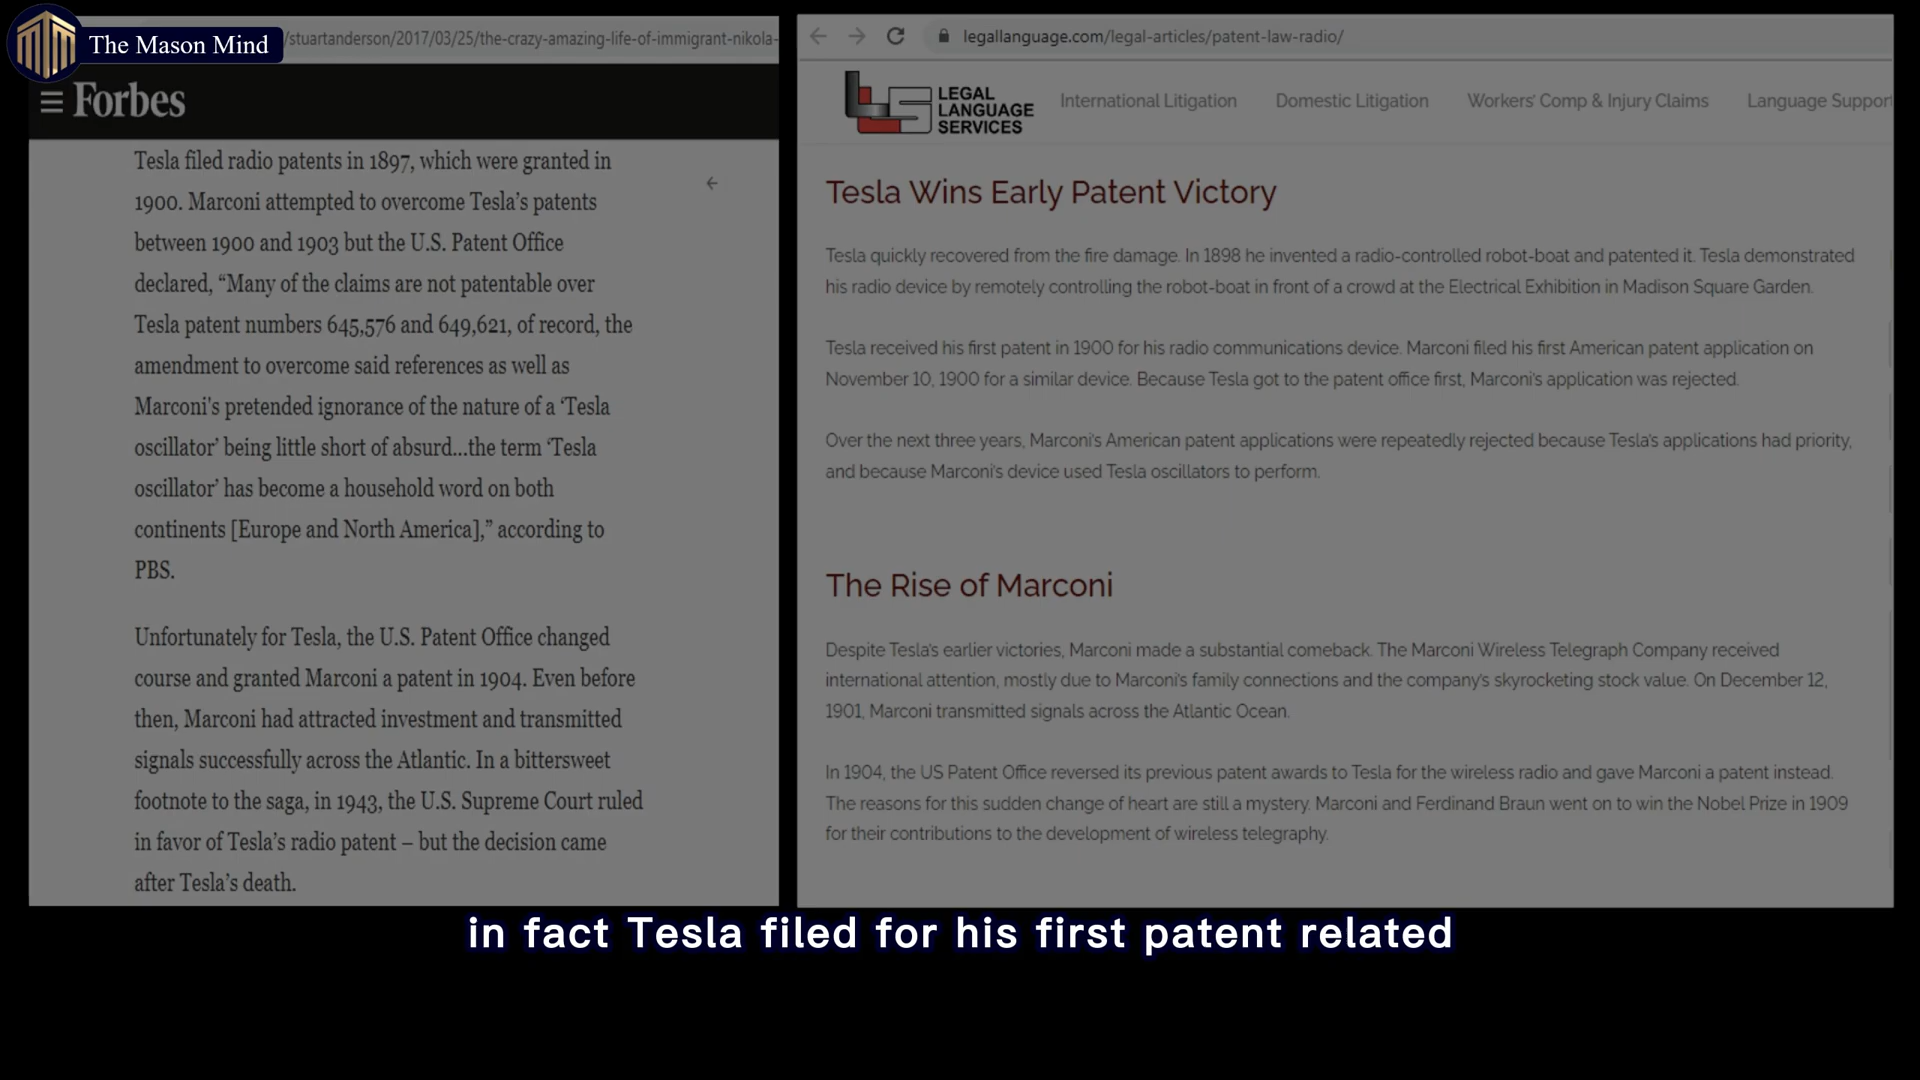 The Mason Mind
/stuartanderson/2017/03/25/the-crazy-amazing-life-of-immigrant-nikola-
Forbes
Tesla filed radio patents in 1897, which were granted in
1900. Marconi attempted to overcome Tesla's patents
between 1900 and 1903 but the U.S. Patent Office
declared, “Many of the claims are not patentable over
Tesla patent numbers 645,576 and 649,621, of record, the
amendment to overcome said references as well as
Marconi's pretended ignorance of the nature of a ‘Tesla
oscillator’ being little short of absurd...the term ‘Tesla
oscillator’ has become a household word on both
continents [Europe and North America],” according to
PBS.
Unfortunately for Tesla, the U.S. Patent Office changed
course and granted Marconi a patent in 1904. Even before
then, Marconi had attracted investment and transmitted
signals successfully across the Atlantic. In a bittersweet
footnote to the saga, in 1943, the U.S. Supreme Court ruled
in favor of Tesla's radio patent – but the decision came
after Tesla's death.
legallanguage.com/legal-articles/patent-law-radio/
LEGAL
LANGUAGE
SERVICES
International Litigation Domestic Litigation Workers' Comp & Injury Claims Language Support
Tesla Wins Early Patent Victory
Tesla quickly recovered from the fire damage. In 1898 he invented a radio-controlled robot-boat and patented it. Tesla demonstrated
his radio device by remotely controlling the robot-boat in front of a crowd at the Electrical Exhibition in Madison Square Garden.
Tesla received his first patent in 1900 for his radio communications device. Marconi filed his first American patent application on
November 10, 1900 for a similar device. Because Tesla got to the patent office first, Marconi's application was rejected.
Over the next three years, Marconi's American patent applications were repeatedly rejected because Tesla's applications had priority,
and because Marconi's device used Tesla oscillators to perform.
The Rise of Marconi
Despite Tesla's earlier victories, Marconi made a substantial comeback. The Marconi Wireless Telegraph Company received
international attention, mostly due to Marconi's family connections and the company's skyrocketing stock value. On December 12,
1901, Marconi transmitted signals across the Atlantic Ocean.
In 1904, the US Patent Office reversed its previous patent awards to Tesla for the wireless radio and gave Marconi a patent instead.
The reasons for this sudden change of heart are still a mystery. Marconi and Ferdinand Braun went on to win the Nobel Prize in 1909
for their contributions to the development of wireless telegraphy.
in fact Tesla filed for his first patent related